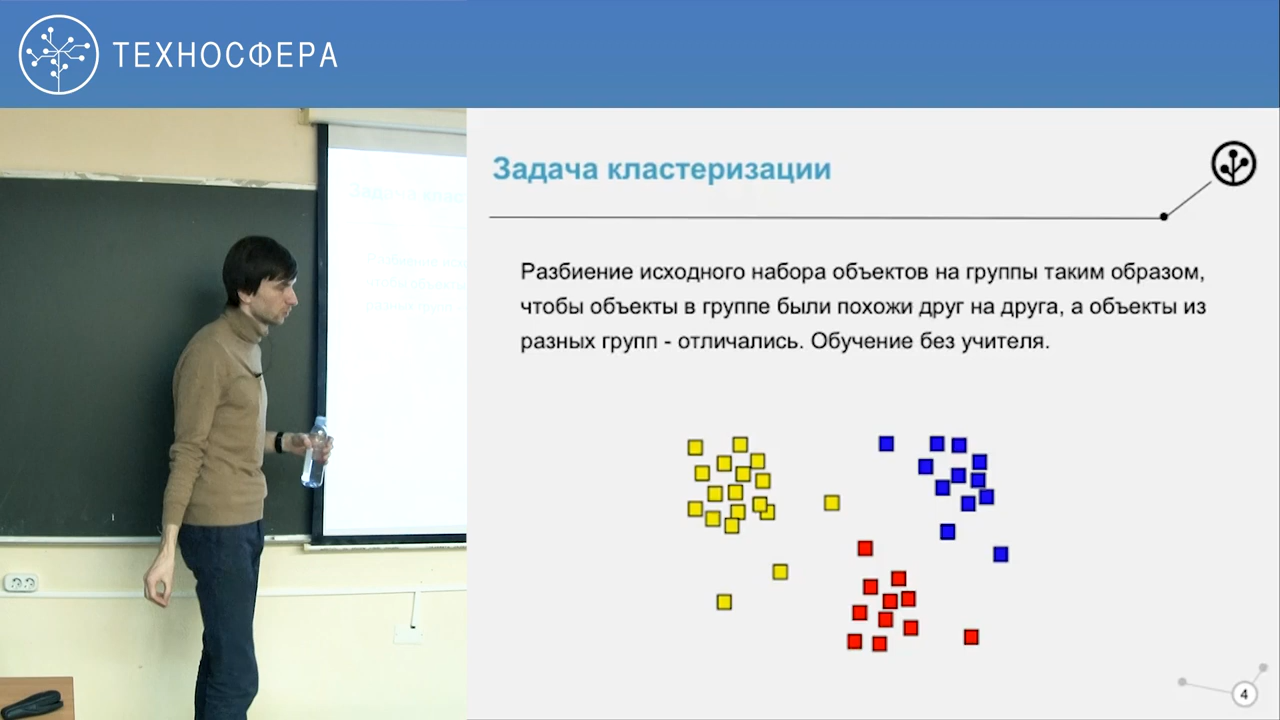 ТЕХНОСФЕРА
Задача кластеризации
Разбиение исходного набора объектов на группы таким образом,
чтобы объекты в группе были похожи друг на друга, а объекты из
разных групп - отличались. Обучение без учителя.
4